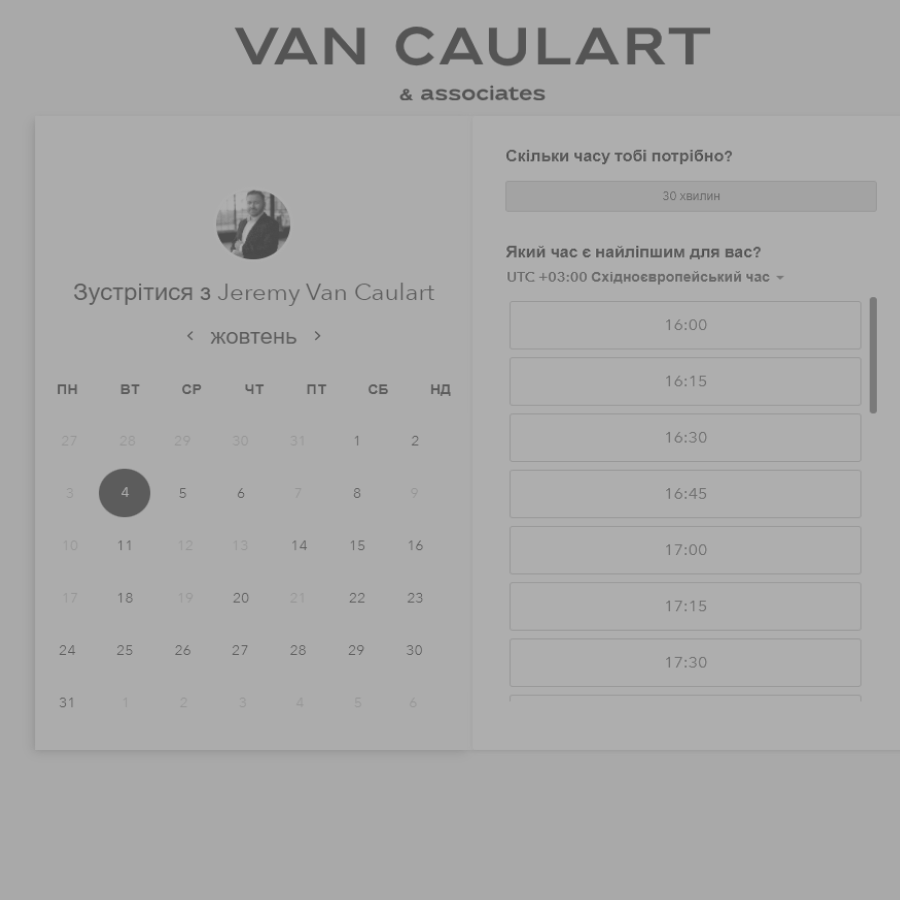 VAN CAULART
& associates
Зустрітися з Jeremy Van Caulart
жовтень
ПН ВТ СР ЧТ ПТ СБ НД
27 28 29 30 31 1 2
3 4 5 6 7 8 9
10 11 12 13 14 15 16
17 18 19 20 21 22 23
24 25 26 27 28 29 30
31 1 2 3 4 5 6
Скільки часу тобі потрібно?
30 хвилин
Який час є найліпшим для вас?
UTC +03:00 Східноєвропейський час
16:00
16:15
16:30
16:45
17:00
17:15
17:30